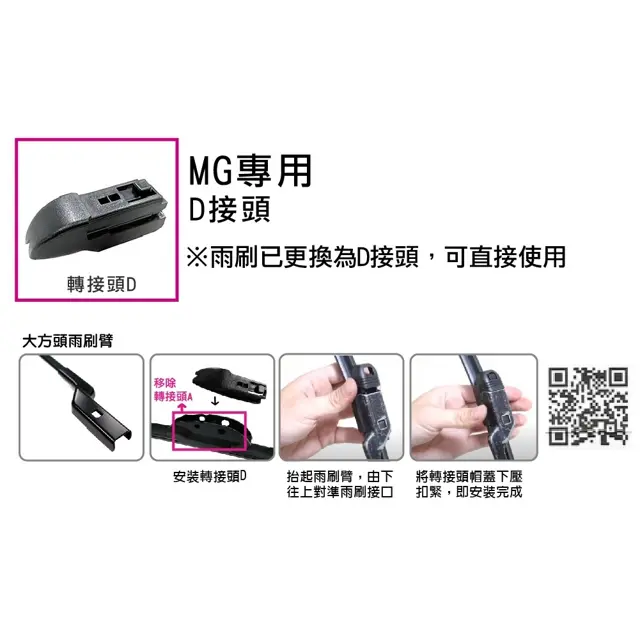 MG專用
D接頭
※雨刷已更換為D接頭，可直接使用
轉接頭D
大方頭雨刷臂
移除
轉接頭A
安裝轉接頭D
抬起雨刷臂，由下
往上對準雨刷接口
將轉接頭帽蓋下壓
扣緊，即安裝完成